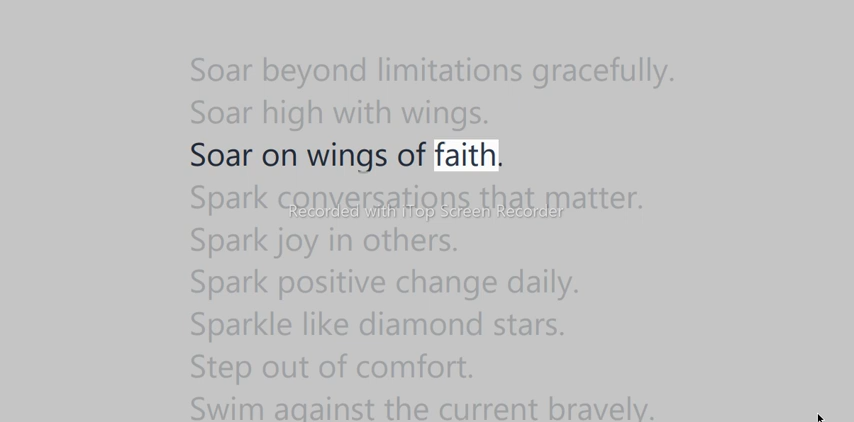 Soar beyond limitations gracefully.
Soar high with wings.
Soar on wings of faith.
Spark conversations that matter.
Recorded with iTop Screen Recorder
Spark joy in others.
Spark positive change daily.
Sparkle like diamond stars.
Step out of comfort.
Swim against the current bravely.